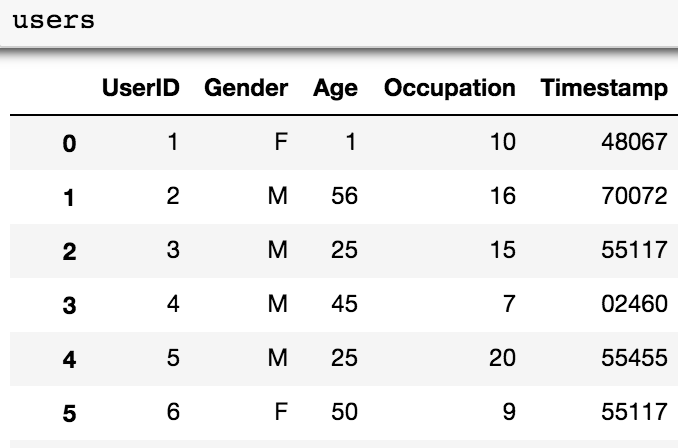 users
UserID Gender Age Occupation Timestamp
0 1 F 1 10 48067
1 2 M 56 16 70072
2 3 M 25 15 55117
3 4 M 45 7 02460
4 5 M 25 20 55455
5 6 F 50 9 55117